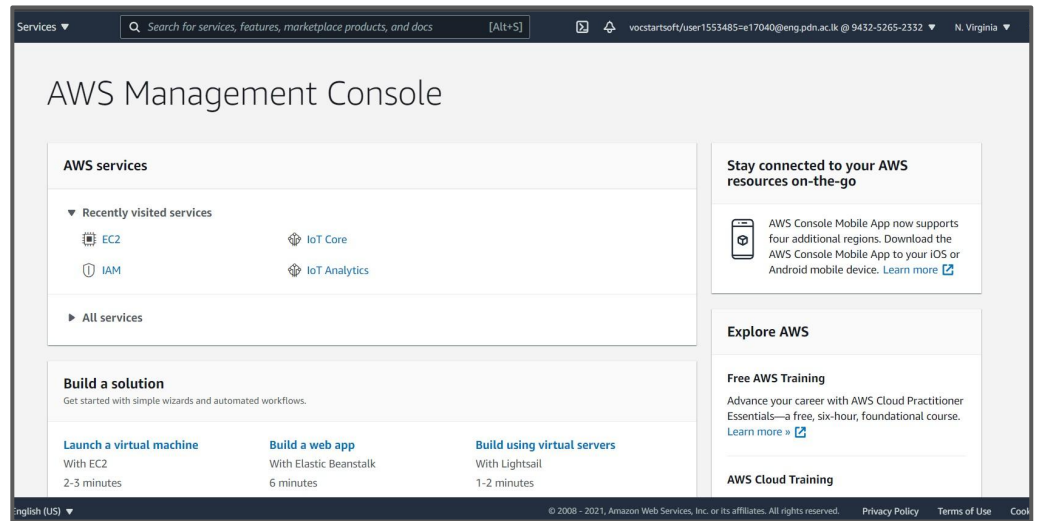 Services ▼
Search for services, features, marketplace products, and docs
[Alt+S]
vocstartsoft/user1553485=e17040@eng.pdn.ac.lk @ 9432-5265-2332 ▼
N. Virginia ▼
AWS Management Console
AWS services
▼ Recently visited services
EC2
IoT Core
IAM
IoT Analytics
▶ All services
Build a solution
Get started with simple wizards and automated workflows.
Launch a virtual machine
With EC2
2-3 minutes
Build a web app
With Elastic Beanstalk
6 minutes
Build using virtual servers
With Lightsail
1-2 minutes
Stay connected to your AWS
resources on-the-go
AWS Console Mobile App now supports
four additional regions. Download the
AWS Console Mobile App to your iOS or
Android mobile device. Learn more
Explore AWS
Free AWS Training
Advance your career with AWS Cloud Practitioner
Essentials—a free, six-hour, foundational course.
Learn more »
AWS Cloud Training
English (US) ▼
© 2008 - 2021, Amazon Web Services, Inc. or its affiliates. All rights reserved.
Privacy Policy
Terms of Use